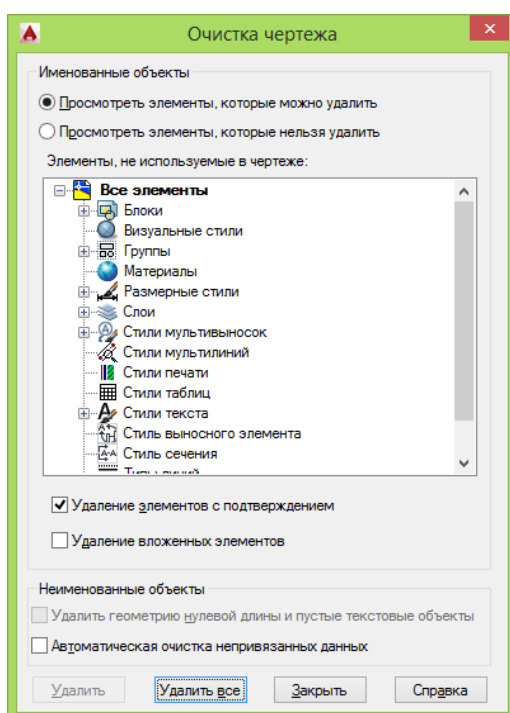 Очистка чертежа
Именованные объекты
Просмотреть элементы, которые можно удалить
Просмотреть элементы, которые нельзя удалить
Элементы, не используемые в чертеже:
Все элементы
Блоки
Визуальные стили
Группы
Материалы
Размерные стили
Слои
Стили мультивыносок
Стили мультилиний
Стили печати
Стили таблиц
Стили текста
Стиль выносного элемента
Стиль сечения
Типы линий
Удаление элементов с подтверждением
Удаление вложенных элементов
Неименованные объекты
Удалить геометрию нулевой длины и пустые текстовые объекты
Автоматическая очистка непривязанных данных
Удалить Удалить все Закрыть Справка